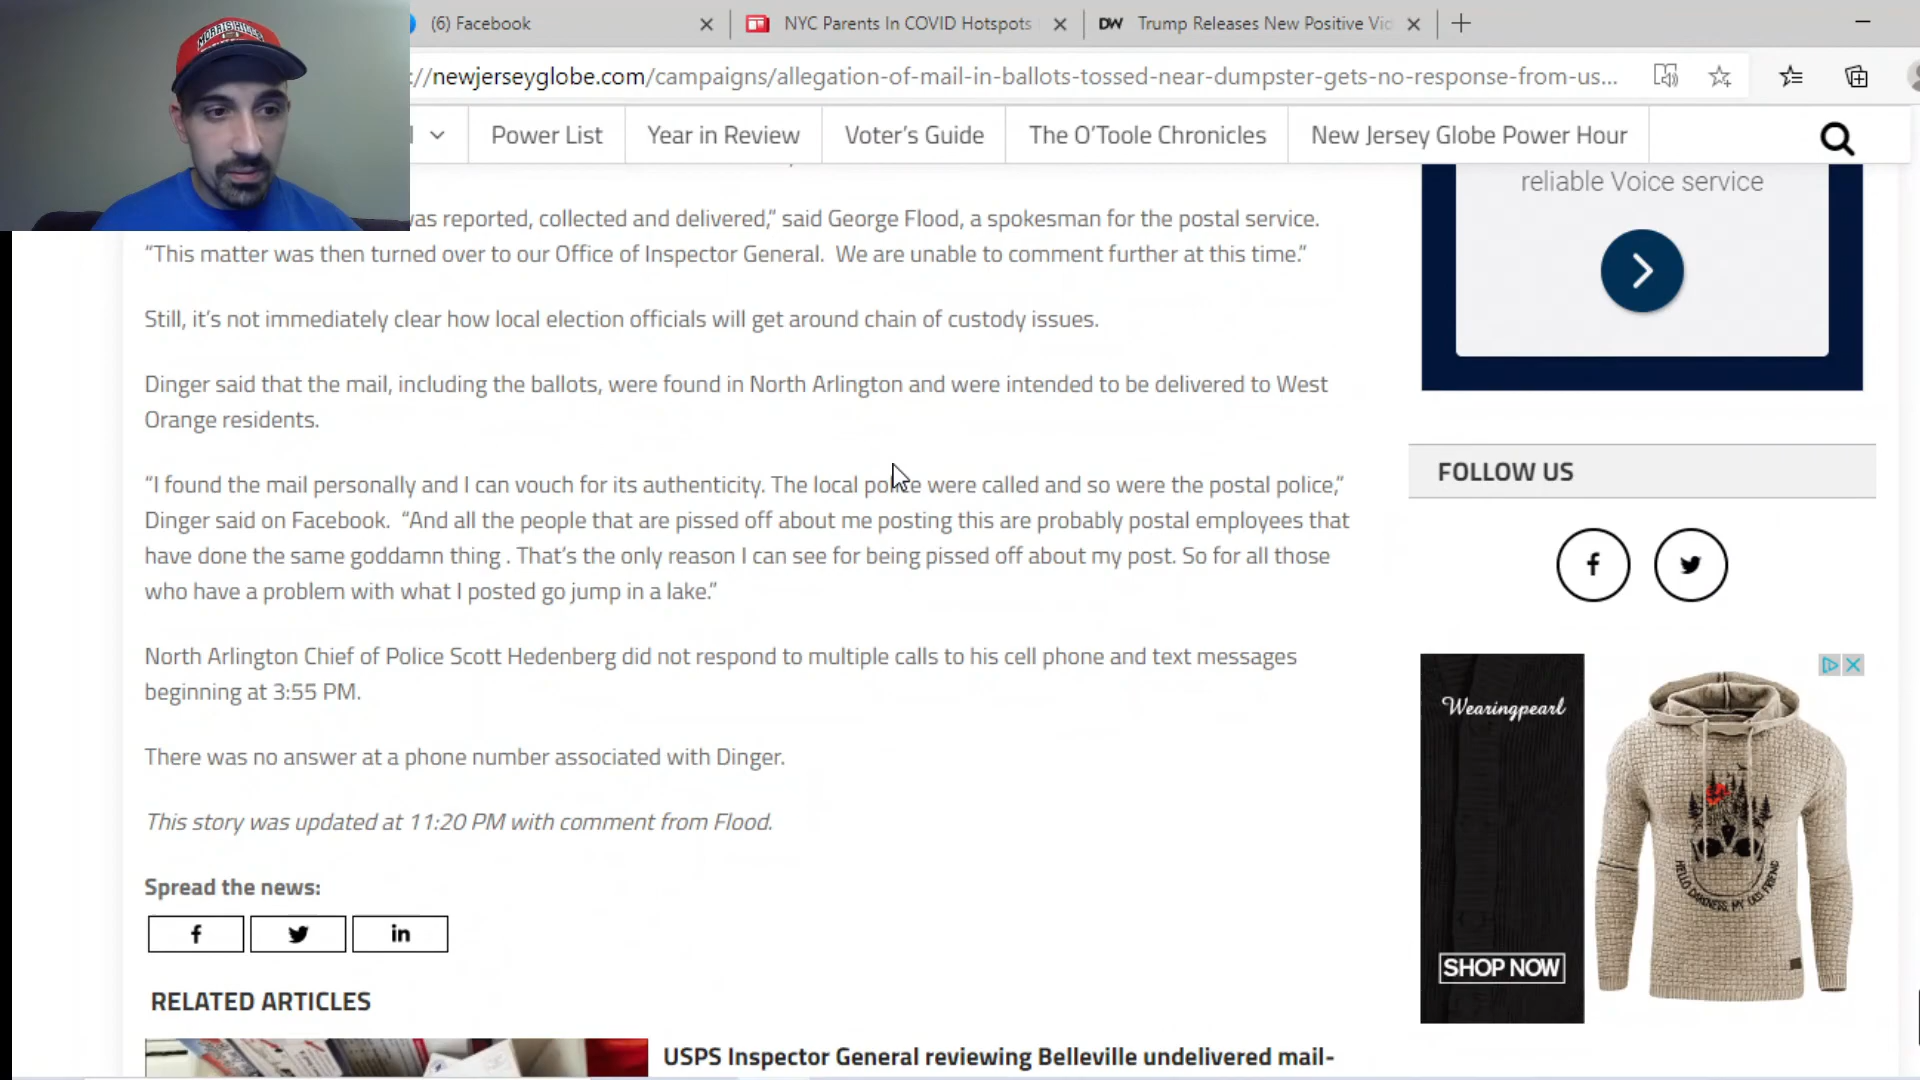 (6) Facebook
NYC Parents In COVID Hotspots
DW Trump Releases New Positive Vid
MORRIS HILLS
://newjerseyglobe.com/campaigns/allegation-of-mail-in-ballots-tossed-near-dumpster-gets-no-response-from-us...
Power List
Year in Review
Voter’s Guide
The O’Toole Chronicles
New Jersey Globe Power Hour
reliable Voice service
was reported, collected and delivered,” said George Flood, a spokesman for the postal service.
“This matter was then turned over to our Office of Inspector General. We are unable to comment further at this time.”
Still, it’s not immediately clear how local election officials will get around chain of custody issues.
Dinger said that the mail, including the ballots, were found in North Arlington and were intended to be delivered to West
Orange residents.
“I found the mail personally and I can vouch for its authenticity. The local police were called and so were the postal police,”
Dinger said on Facebook. “And all the people that are pissed off about me posting this are probably postal employees that
have done the same goddamn thing . That’s the only reason I can see for being pissed off about my post. So for all those
who have a problem with what I posted go jump in a lake.”
North Arlington Chief of Police Scott Hedenberg did not respond to multiple calls to his cell phone and text messages
beginning at 3:55 PM.
There was no answer at a phone number associated with Dinger.
This story was updated at 11:20 PM with comment from Flood.
Spread the news:
RELATED ARTICLES
USPS Inspector General reviewing Belleville undelivered mail-
FOLLOW US
Wearingpearl
SHOP NOW
HELLO DARKNESS, MY OLD FRIEND